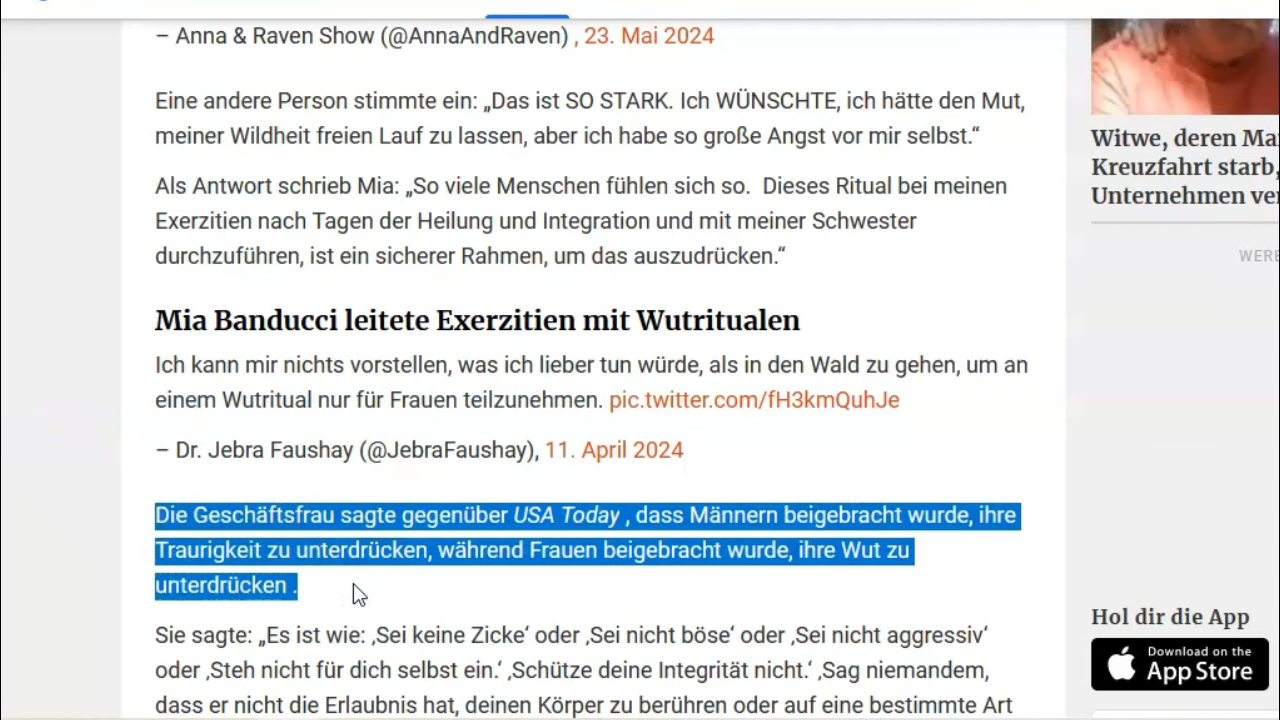 – Anna & Raven Show (@AnnaAndRaven) , 23. Mai 2024
Eine andere Person stimmte ein: „Das ist SO STARK. Ich WÜNSCHTE, ich hätte den Mut,
meiner Wildheit freien Lauf zu lassen, aber ich habe so große Angst vor mir selbst.“
Als Antwort schrieb Mia: „So viele Menschen fühlen sich so.  Dieses Ritual bei meinen
Exerzitien nach Tagen der Heilung und Integration und mit meiner Schwester
durchzuführen, ist ein sicherer Rahmen, um das auszudrücken.“
Mia Banducci leitete Exerzitien mit Wutritualen
Ich kann mir nichts vorstellen, was ich lieber tun würde, als in den Wald zu gehen, um an
einem Wutritual nur für Frauen teilzunehmen. pic.twitter.com/fH3kmQuhJe
– Dr. Jebra Faushay (@JebraFaushay), 11. April 2024
Die Geschäftsfrau sagte gegenüber USA Today , dass Männern beigebracht wurde, ihre
Traurigkeit zu unterdrücken, während Frauen beigebracht wurde, ihre Wut zu
unterdrücken .
Sie sagte: „Es ist wie: ‚Sei keine Zicke‘ oder ‚Sei nicht böse‘ oder ‚Sei nicht aggressiv‘
oder ‚Steh nicht für dich selbst ein.‘ ‚Schütze deine Integrität nicht.‘ ‚Sag niemandem,
dass er nicht die Erlaubnis hat, deinen Körper zu berühren oder auf eine bestimmte Art
Witwe, deren Ma
Kreuzfahrt starb,
Unternehmen ve
WERE
Hol dir die App
Download on the
App Store